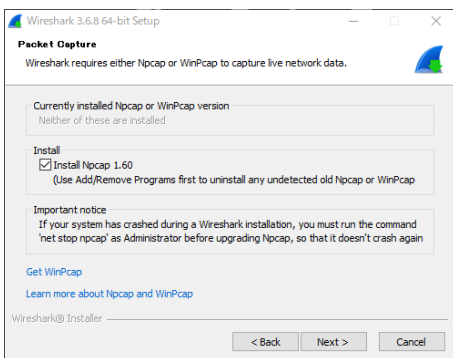 Wireshark 3.6.8 64-bit Setup
Packet Capture
Wireshark requires either Npcap or WinPcap to capture live network data.
Currently installed Npcap or WinPcap version
Neither of these are installed
Install
Install Npcap 1.60
(Use Add/Remove Programs first to uninstall any undetected old Npcap or WinPcap
Important notice
If your system has crashed during a Wireshark installation, you must run the command
'net stop npcap' as Administrator before upgrading Npcap, so that it doesn't crash again
Get WinPcap
Learn more about Npcap and WinPcap
Wireshark® Installer
< Back Next > Cancel